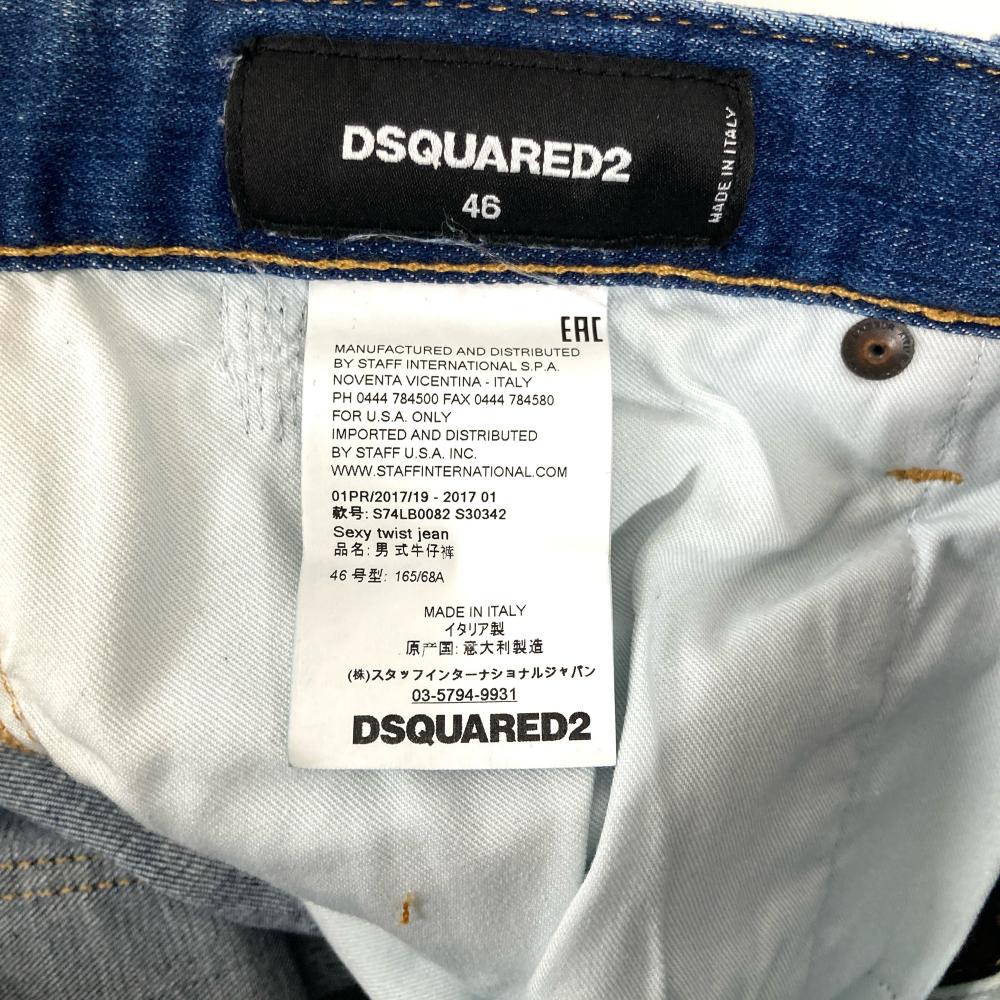 DSQUARED2
46
MADE IN ITALY
EAC
MANUFACTURED AND DISTRIBUTED
BY STAFF INTERNATIONAL S.P.A.
NOVENTA VICENTINA - ITALY
PH 0444 784500 FAX 0444 784580
FOR U.S.A. ONLY
IMPORTED AND DISTRIBUTED
BY STAFF U.S.A. INC.
WWW.STAFFINTERNATIONAL.COM
01PR/2017/19 - 2017 01
款号: S74LB0082 S30342
Sexy twist jean
品名: 男 式牛仔裤
46 号型: 165/68A
MADE IN ITALY
イタリア製
原产国: 意大利製造
(株)スタッフインターナショナルジャパン
03-5794-9931
DSQUARED2